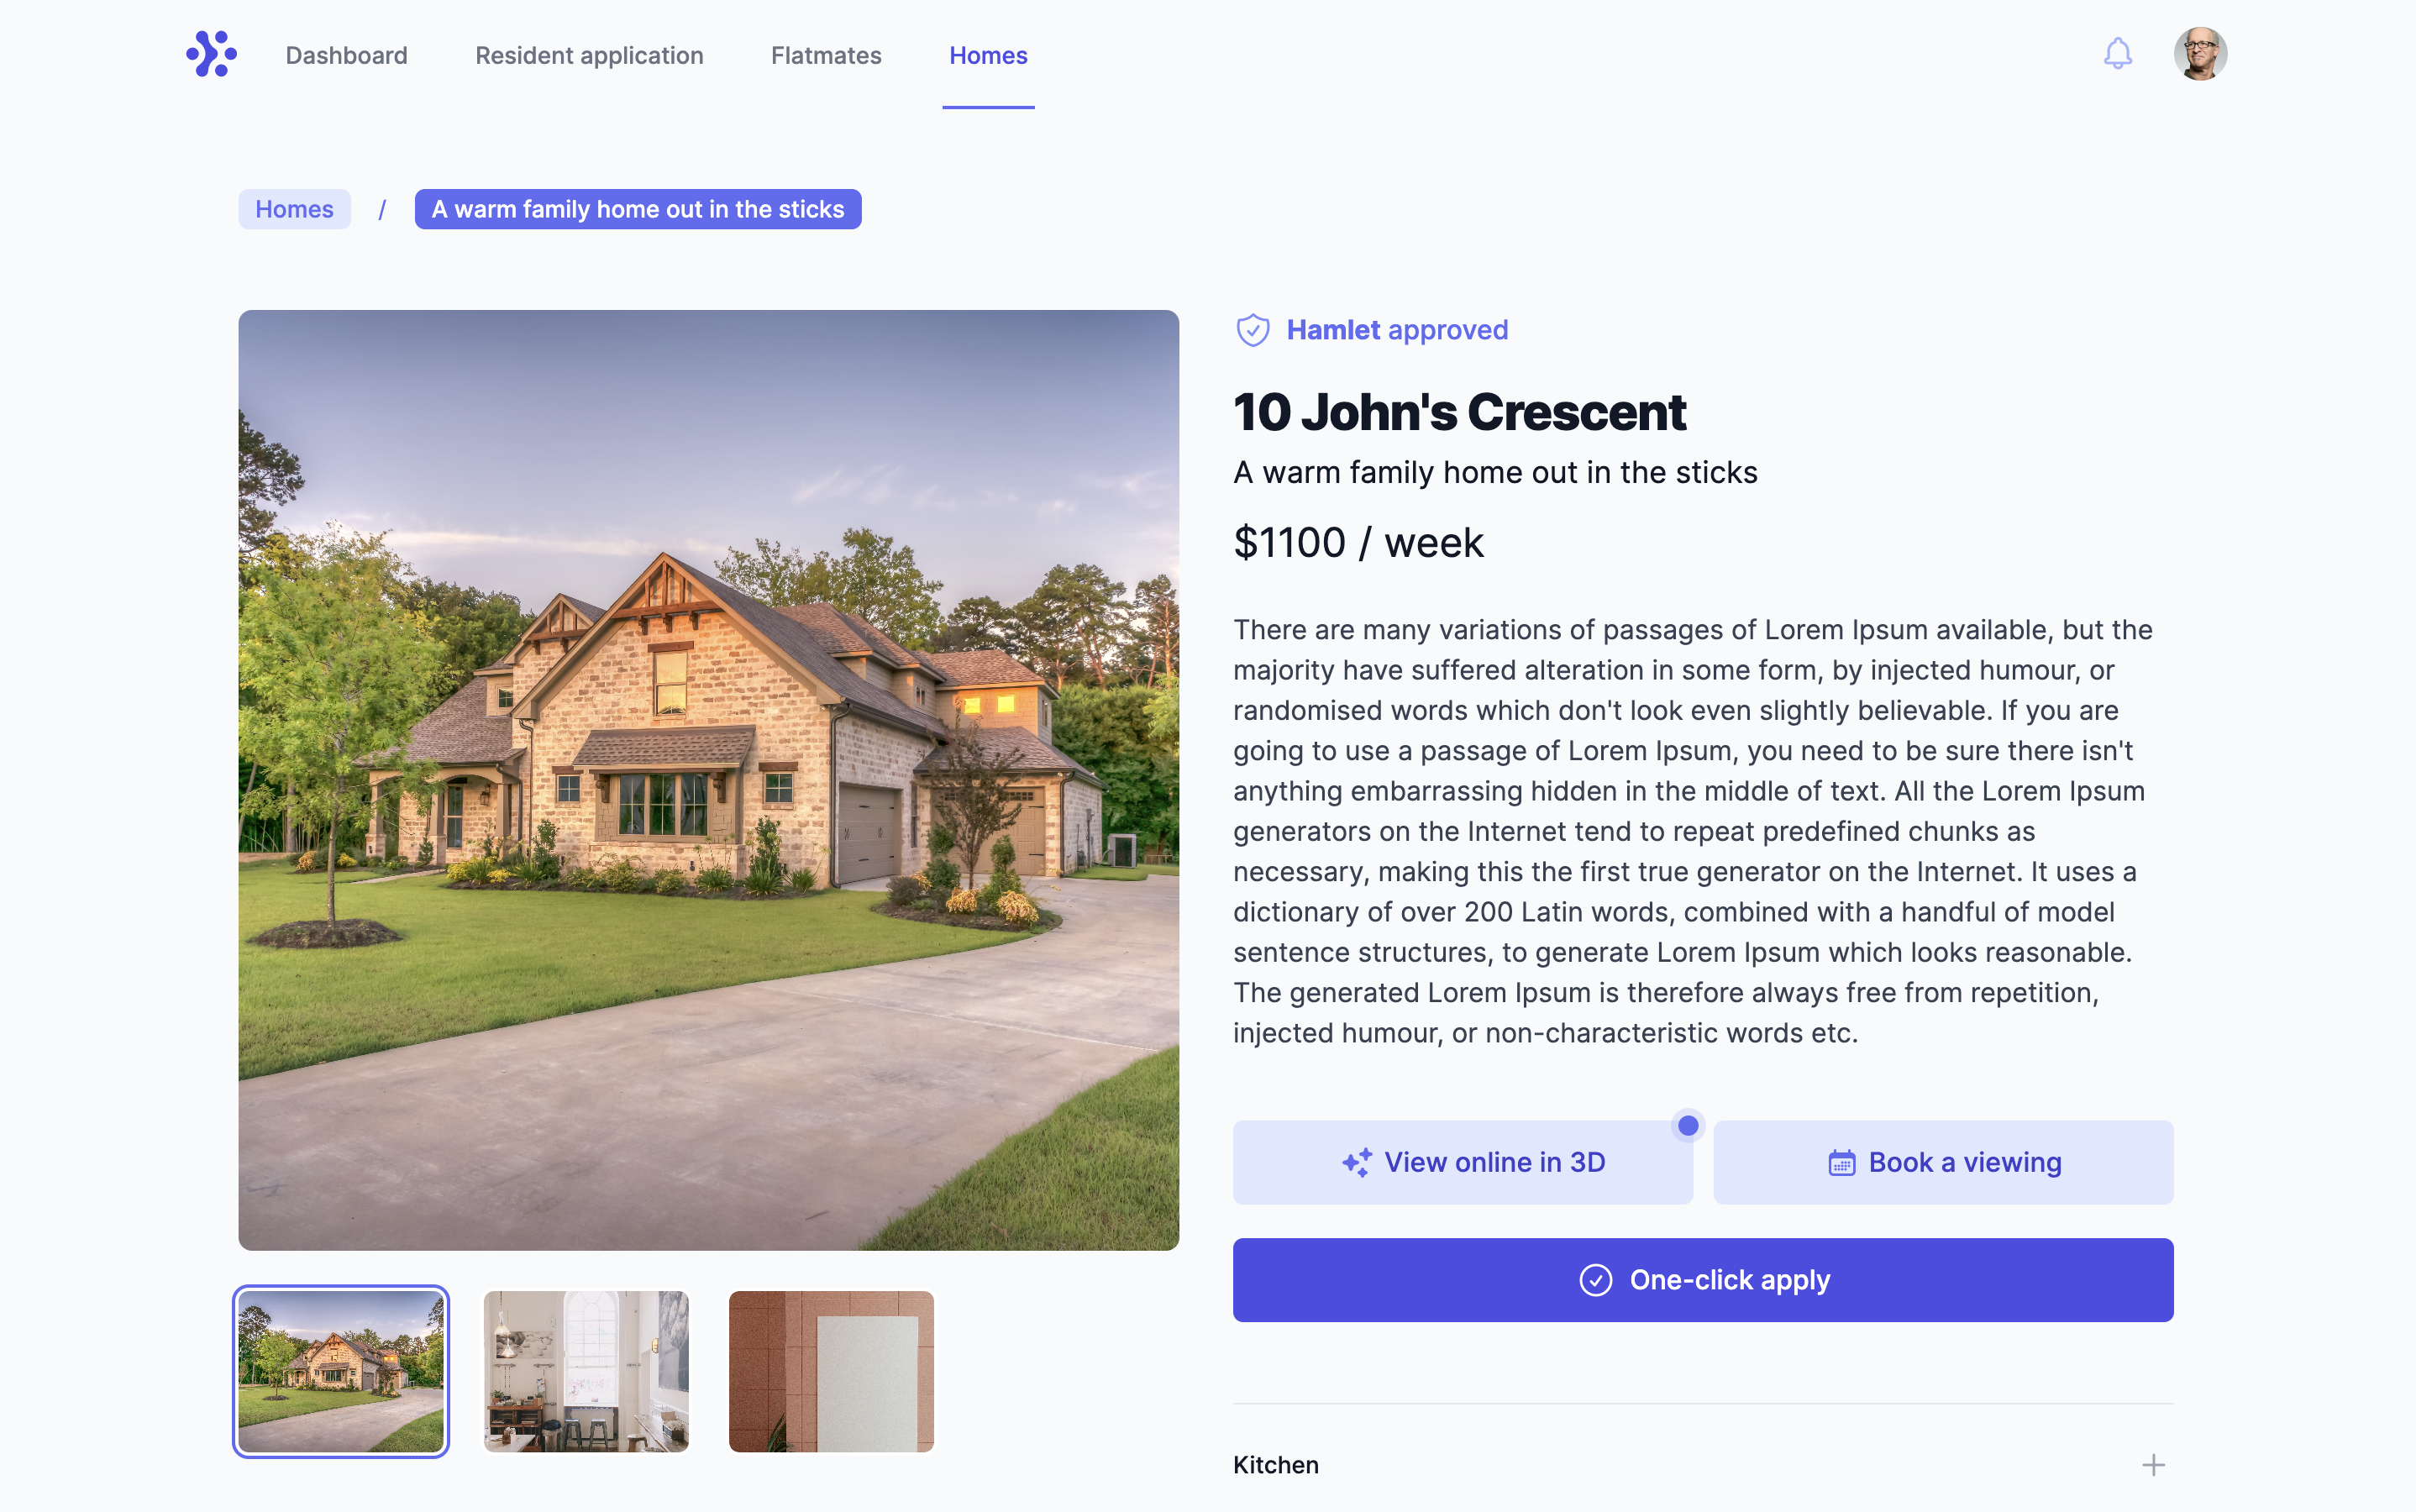 Dashboard
Resident application
Flatmates
Homes
Homes / A warm family home out in the sticks
Hamlet approved
10 John's Crescent
A warm family home out in the sticks
$1100 / week
There are many variations of passages of Lorem Ipsum available, but the
majority have suffered alteration in some form, by injected humour, or
randomised words which don't look even slightly believable. If you are
going to use a passage of Lorem Ipsum, you need to be sure there isn't
anything embarrassing hidden in the middle of text. All the Lorem Ipsum
generators on the Internet tend to repeat predefined chunks as
necessary, making this the first true generator on the Internet. It uses a
dictionary of over 200 Latin words, combined with a handful of model
sentence structures, to generate Lorem Ipsum which looks reasonable.
The generated Lorem Ipsum is therefore always free from repetition,
injected humour, or non-characteristic words etc.
View online in 3D
Book a viewing
One-click apply
Kitchen